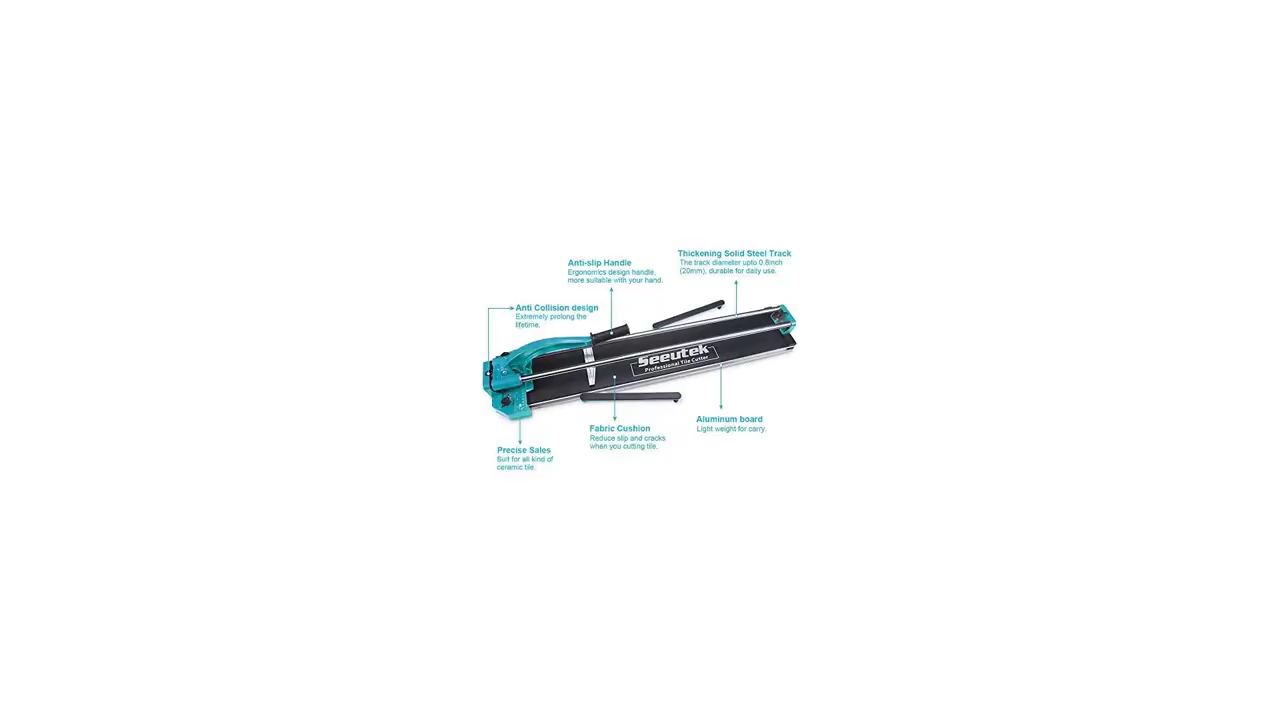 Thickening Solid Steel Track
The track diameter upto 0.8inch
(20mm), durable for daily use.
Anti-slip Handle
Ergonomics design handle,
more suitable with your hand.
Anti Collision design
Extremely prolong the
lifetime.
Seeutek
Professional Tile Cutter
Aluminum board
Light weight for carry.
Fabric Cushion
Reduce slip and cracks
when you cutting tile.
Precise Sales
Suit for all kind of
ceramic tile.